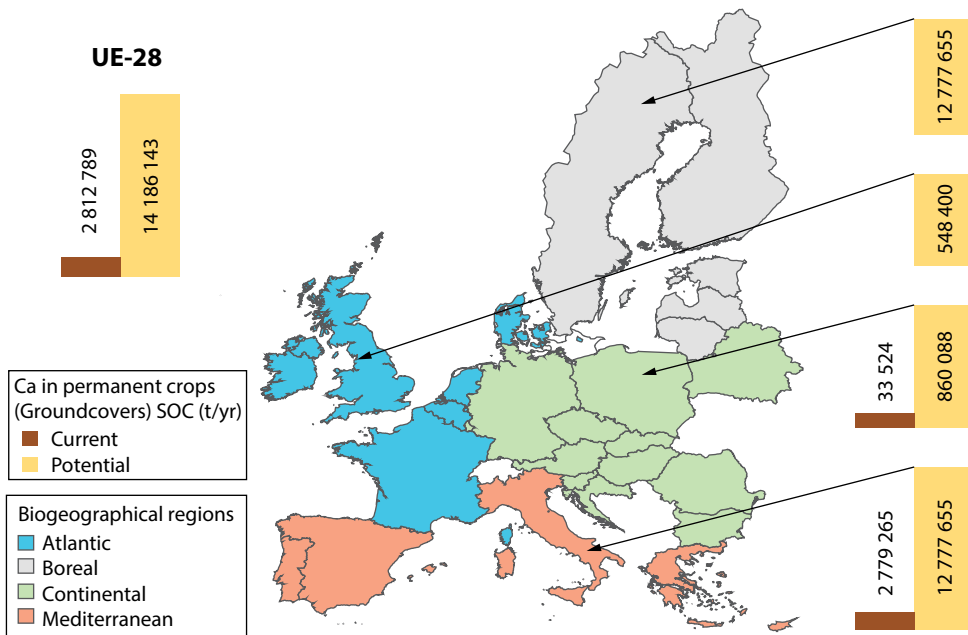 UE-28
2 812 789
14 186 143
12 777 655
548 400
33 524
860 088
2 779 265
12 777 655
Ca in permanent crops
(Groundcovers) SOC (t/yr)
Current
Potential
Biogeographical regions
Atlantic
Boreal
Continental
Mediterranean